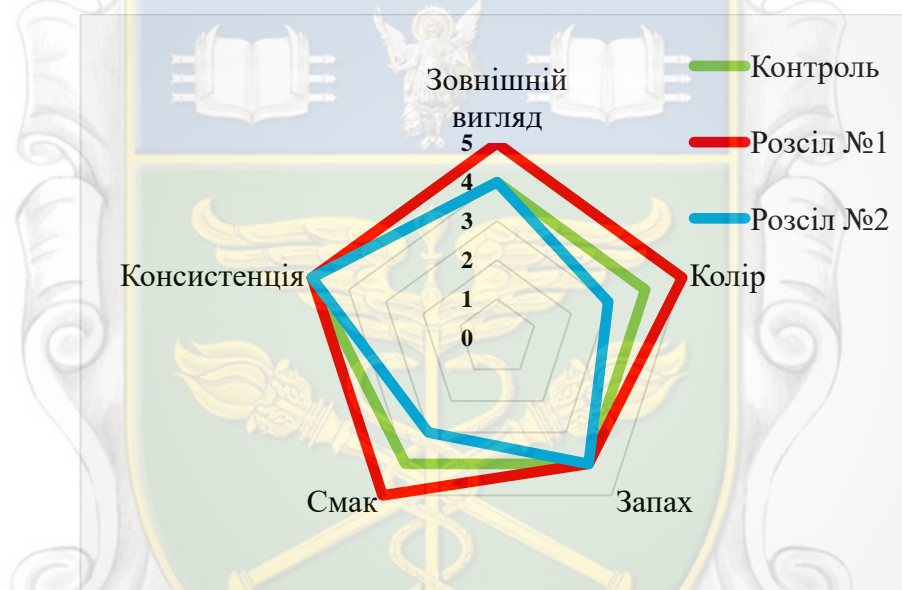 Зовнішній
вигляд
5
4
3
2
1
0
Колір
Запах
Смак
Консистенція
Контроль
Розсіл №1
Розсіл №2